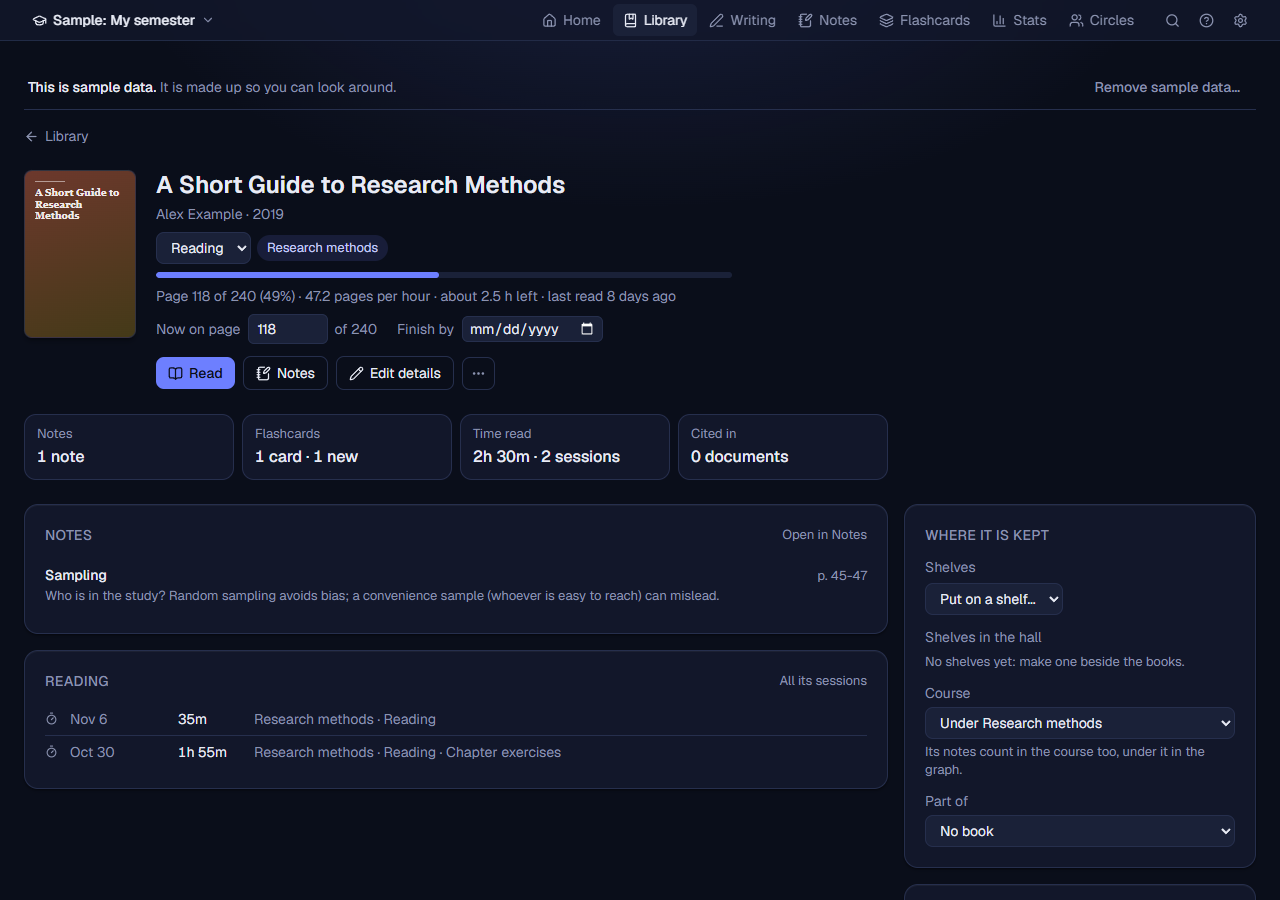 Sample: My semester
Home
Library
Writing
Notes
Flashcards
Stats
Circles
This is sample data. It is made up so you can look around.
Remove sample data...
Library
A Short Guide to
Research
Methods
A Short Guide to Research Methods
Alex Example · 2019
Reading
Research methods
Page 118 of 240 (49%) · 47.2 pages per hour · about 2.5 h left · last read 8 days ago
Now on page 118 of 240 Finish by mm/dd/yyyy
Read
Notes
Edit details
Notes
1 note
Flashcards
1 card · 1 new
Time read
2h 30m · 2 sessions
Cited in
0 documents
NOTES
Open in Notes
Sampling
p. 45-47
Who is in the study? Random sampling avoids bias; a convenience sample (whoever is easy to reach) can mislead.
READING
All its sessions
Nov 6 35m Research methods · Reading
Oct 30 1h 55m Research methods · Reading · Chapter exercises
WHERE IT IS KEPT
Shelves
Put on a shelf...
Shelves in the hall
No shelves yet: make one beside the books.
Course
Under Research methods
Its notes count in the course too, under it in the
graph.
Part of
No book